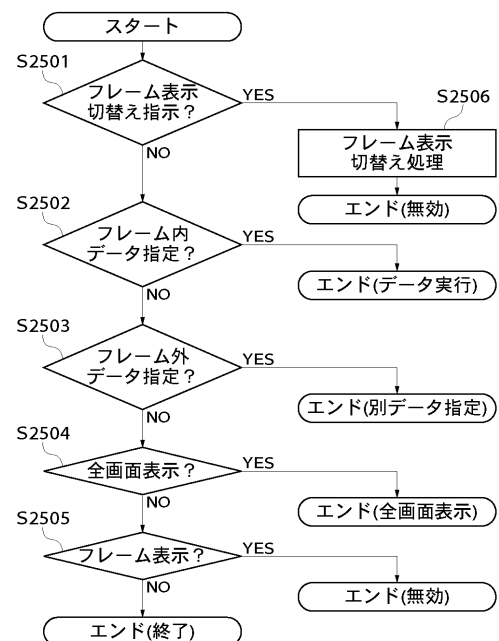 スタート
S2501
フレーム表示
切替え指示？
YES
S2506
フレーム表示
切替え処理
NO
エンド(無効)
S2502
フレーム内
データ指定？
YES
エンド(データ実行)
NO
S2503
フレーム外
データ指定？
YES
エンド(別データ指定)
NO
S2504
全画面表示？
YES
エンド(全画面表示)
NO
S2505
フレーム表示？
YES
エンド(無効)
NO
エンド(終了)